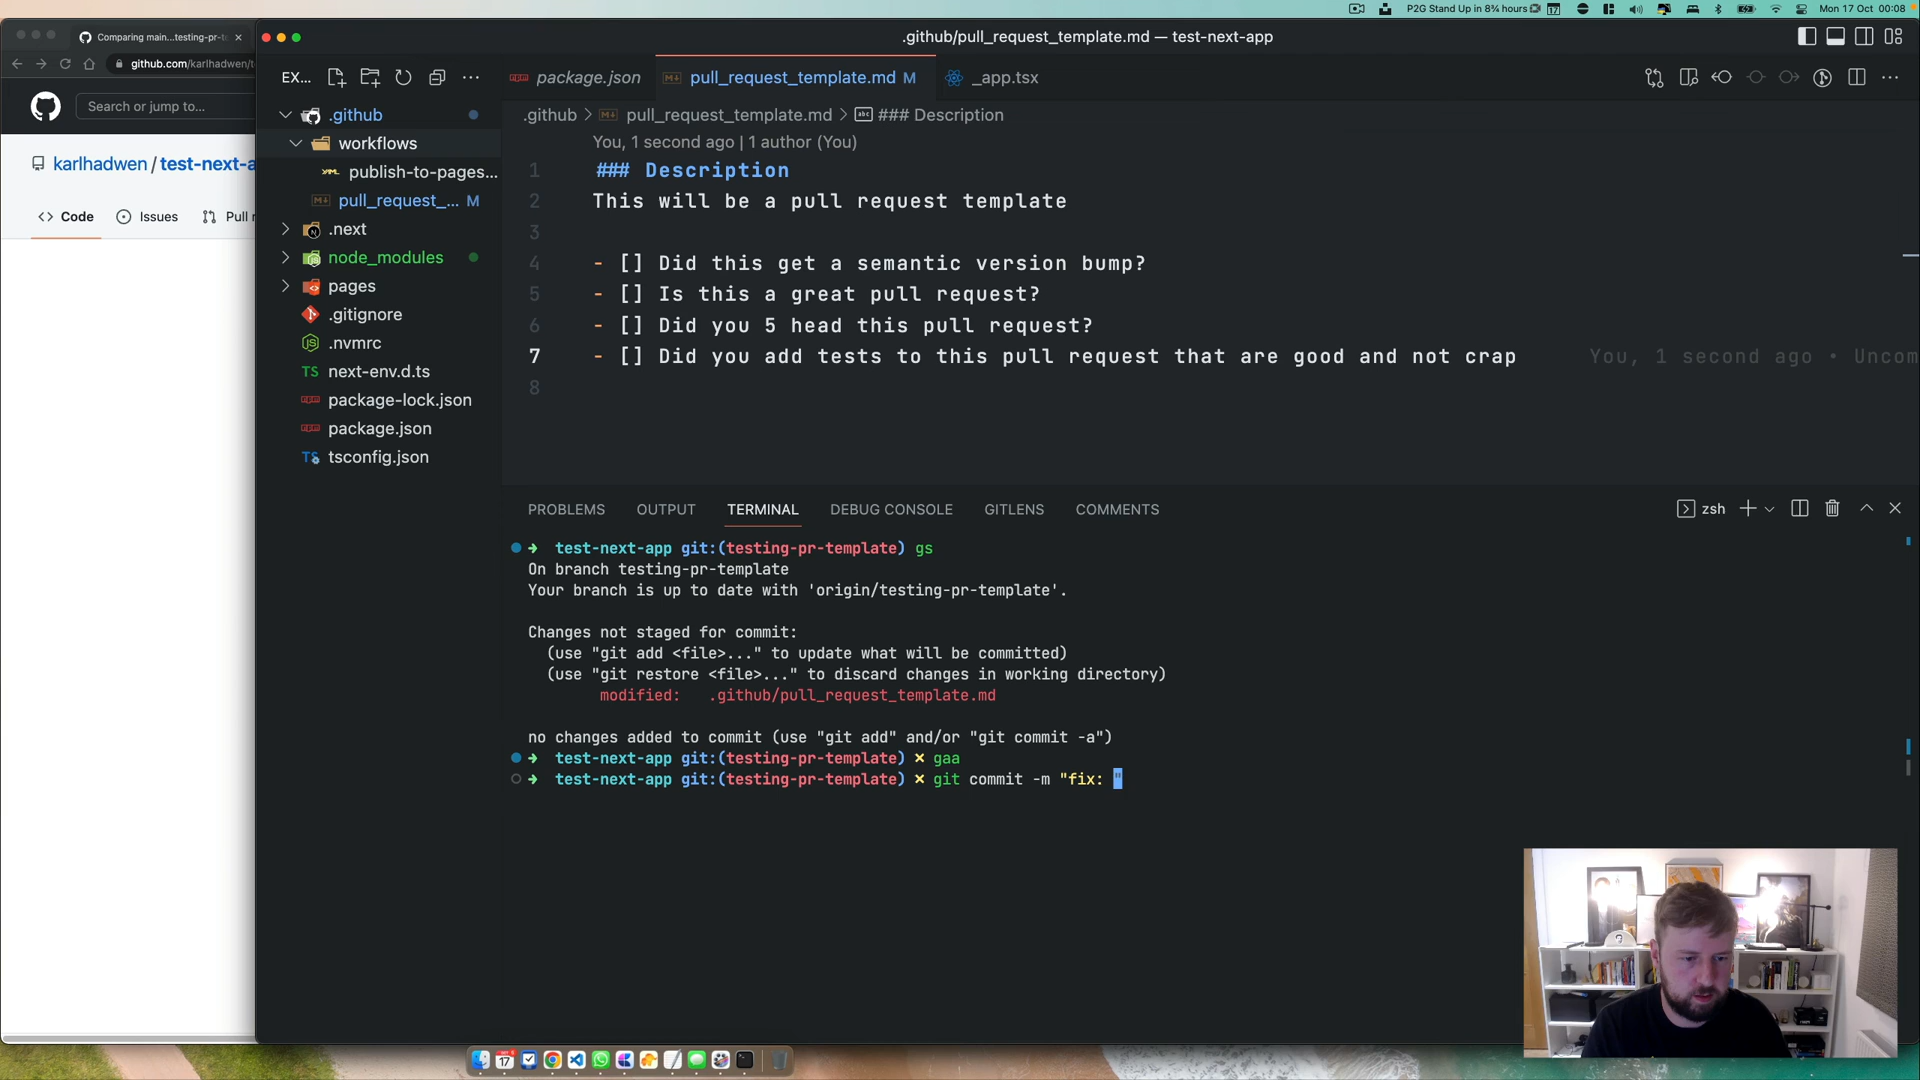 P2G Stand Up in 8¾ hours
17
Mon 17 Oct 00:08
Comparing main...testing-pr-t
github.com/karlhadwen/t
Search or jump to...
karlhadwen / test-next-a
Code
Issues
Pull r
.github/pull_request_template.md — test-next-app
EX...
package.json
pull_request_template.md M
_app.tsx
.github
workflows
publish-to-pages...
pull_request_... M
.next
node_modules
pages
.gitignore
.nvmrc
TS next-env.d.ts
package-lock.json
package.json
tsconfig.json
.github > pull_request_template.md > abc ### Description
You, 1 second ago | 1 author (You)
1 ### Description
2 This will be a pull request template
3
4 - [] Did this get a semantic version bump?
5 - [] Is this a great pull request?
6 - [] Did you 5 head this pull request?
7 - [] Did you add tests to this pull request that are good and not crap You, 1 second ago • Uncom
8
PROBLEMS OUTPUT TERMINAL DEBUG CONSOLE GITLENS COMMENTS
zsh
➜ test-next-app git:(testing-pr-template) gs
On branch testing-pr-template
Your branch is up to date with 'origin/testing-pr-template'.
Changes not staged for commit:
(use "git add <file>..." to update what will be committed)
(use "git restore <file>..." to discard changes in working directory)
modified: .github/pull_request_template.md
no changes added to commit (use "git add" and/or "git commit -a")
➜ test-next-app git:(testing-pr-template) ✗ gaa
➜ test-next-app git:(testing-pr-template) ✗ git commit -m "fix: "
17